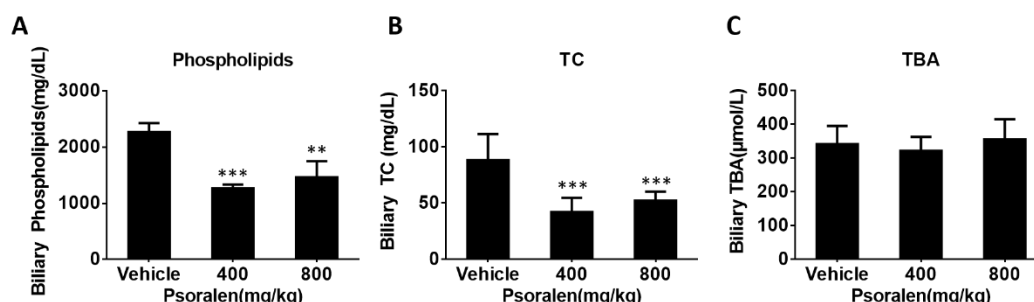 A
Phospholipids
Biliary Phospholipids(mg/dL)
3000
2000
1000
0
***
**
Vehicle 400 800
Psoralen(mg/kg)
B
TC
Biliary TC (mg/dL)
150
100
50
0
***
***
Vehicle 400 800
Psoralen(mg/kg)
C
TBA
Biliary TBA(μmol/L)
500
400
300
200
100
0
Vehicle 400 800
Psoralen(mg/kg)